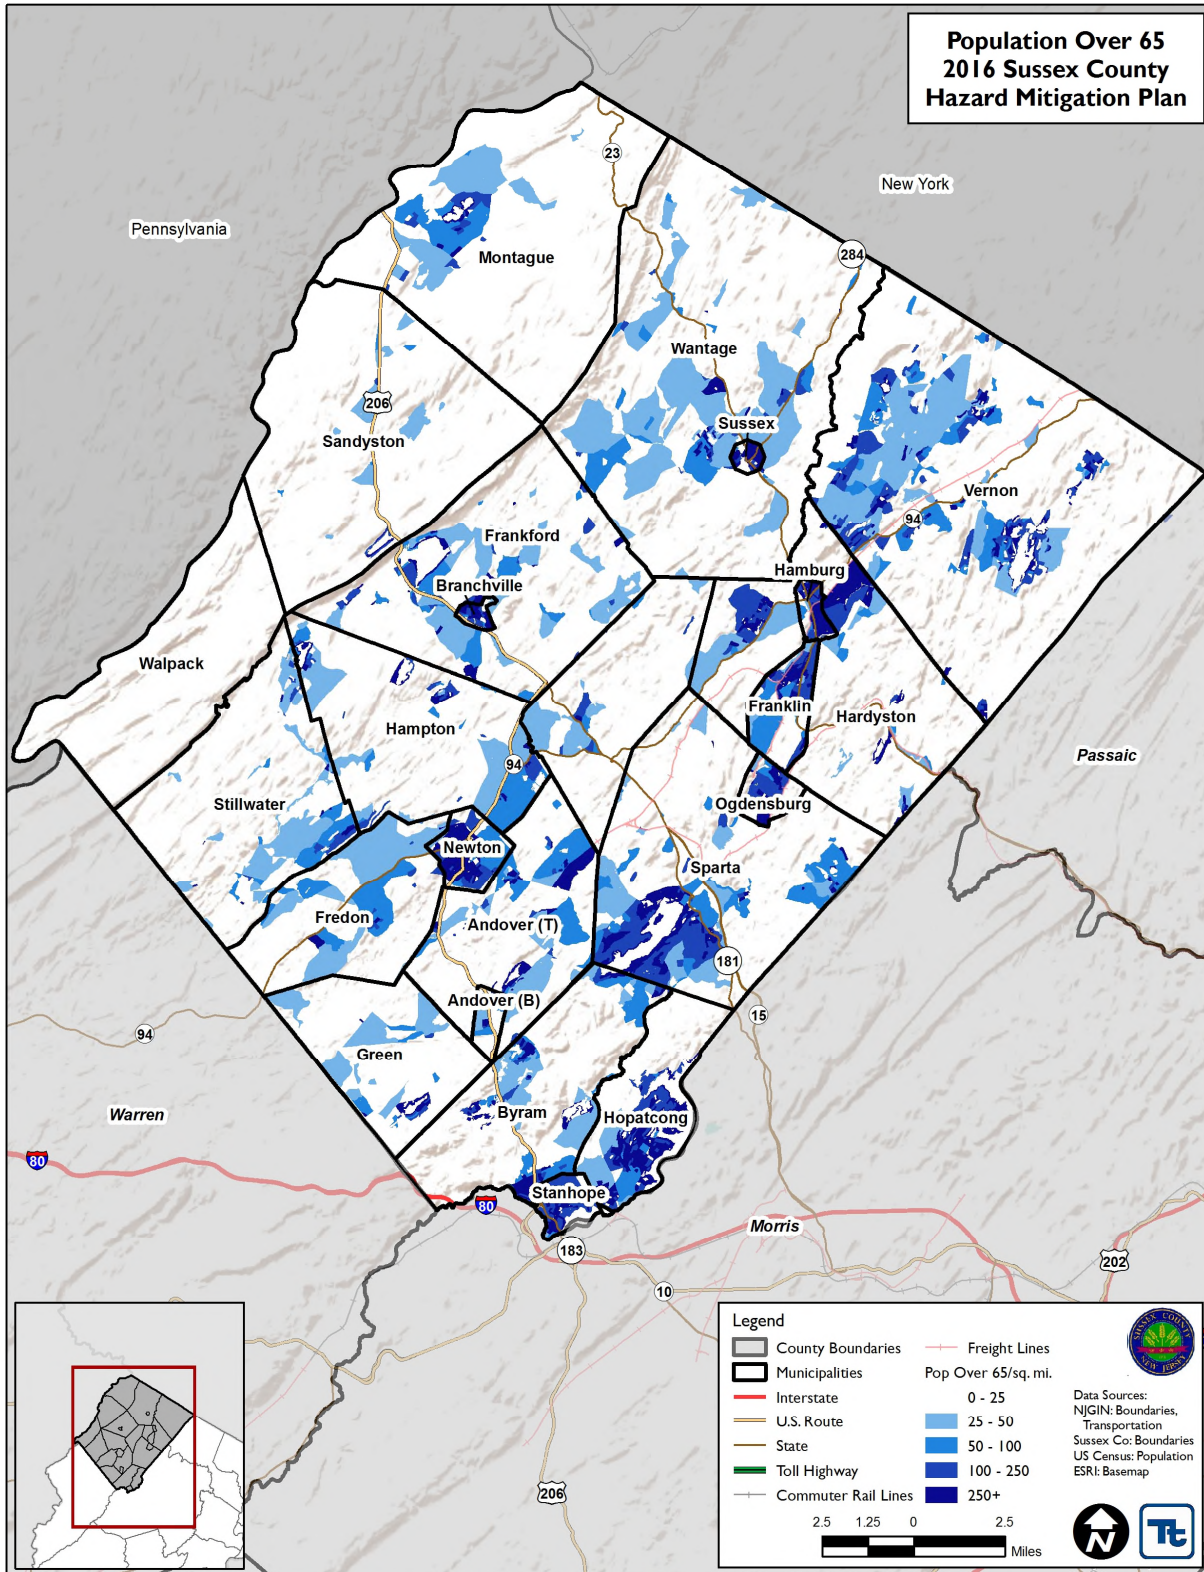 Population Over 65
2016 Sussex County
Hazard Mitigation Plan
New York
Pennsylvania
23
284
Montague
Wantage
206
Sandyston
Sussex
Vernon
94
Frankford
Branchville
Hamburg
Walpack
Hampton
Franklin
Hardyston
Passaic
94
Stillwater
Ogdensburg
Newton
Sparta
Fredon
Andover (T)
181
Andover (B)
15
94
Green
Warren
Byram
Hopatcong
80
Stanhope
80
Morris
183
202
10
206
Legend
County Boundaries
Municipalities
Interstate
U.S. Route
State
Toll Highway
Commuter Rail Lines
Freight Lines
Pop Over 65/sq. mi.
0 - 25
25 - 50
50 - 100
100 - 250
250+
Data Sources:
NJGIN: Boundaries,
Transportation
Sussex Co: Boundaries
US Census: Population
ESRI: Basemap
SUSSEX COUNTY
NEW JERSEY
2.5 1.25 0 2.5
Miles
N
Tt